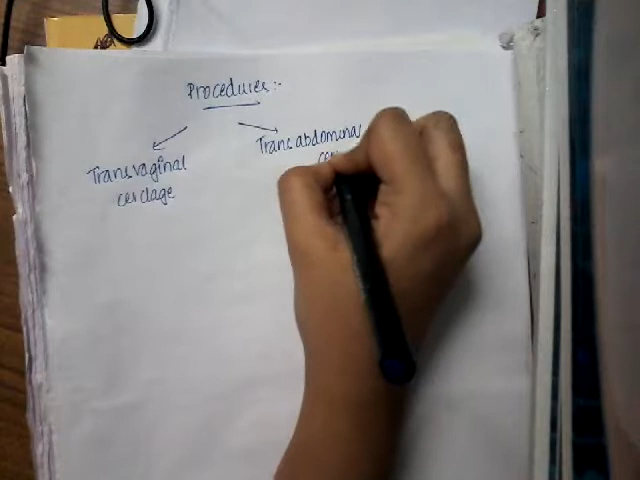 Procedures:-
Transabdominal
Transvaginal
cerclage